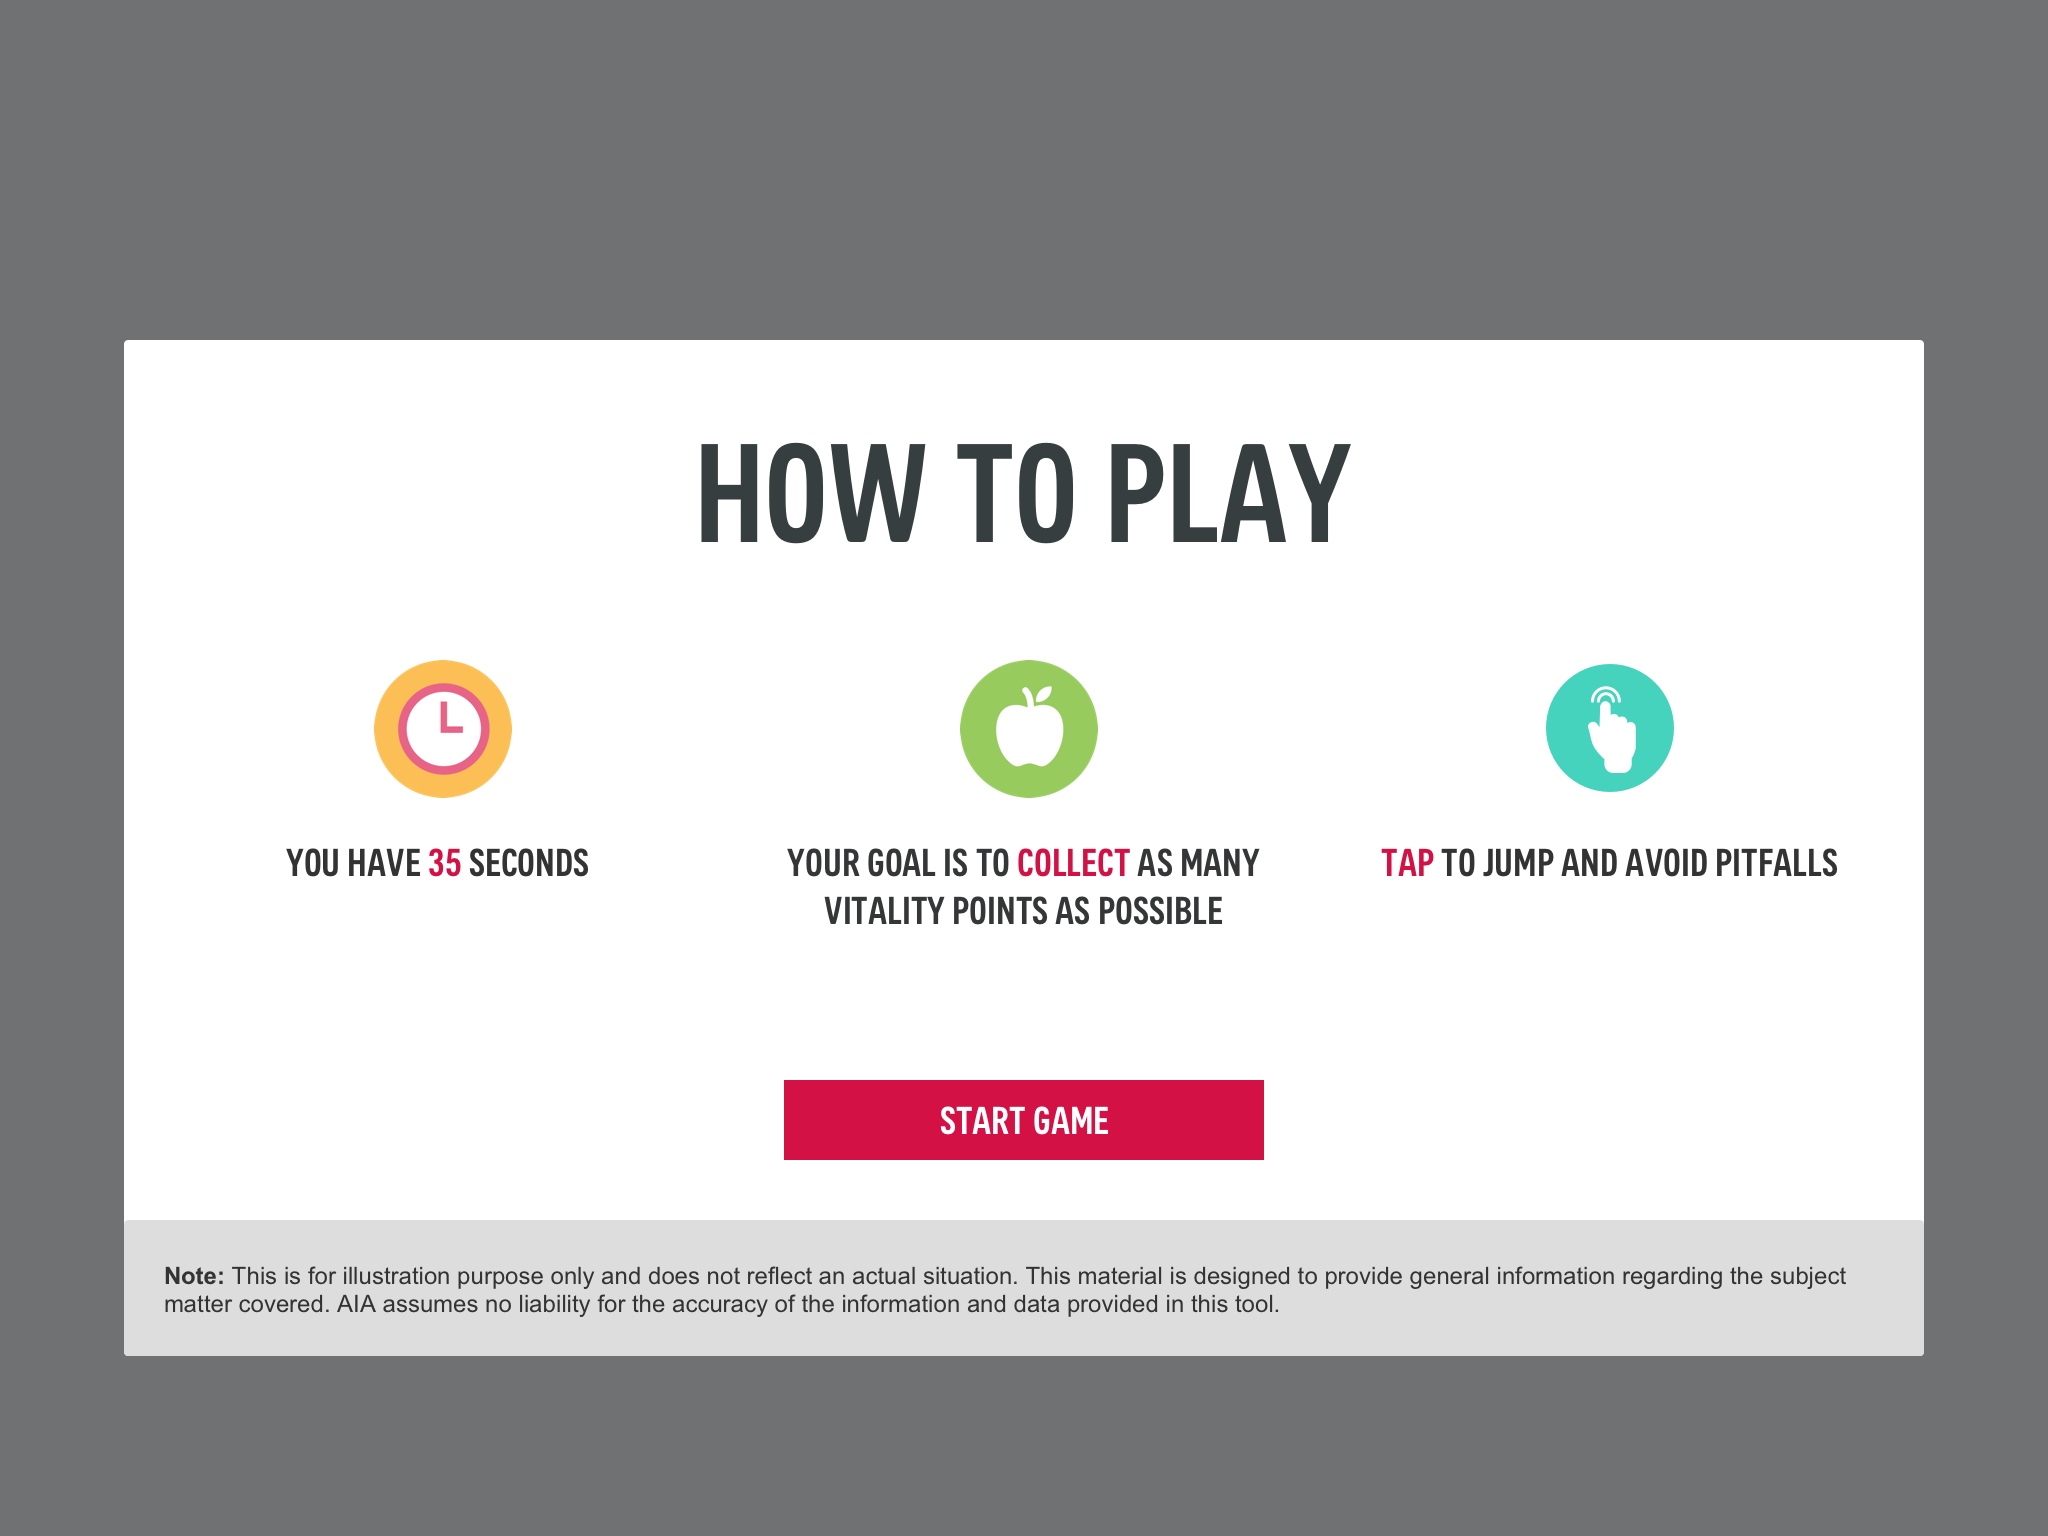 HOW TO PLAY
YOU HAVE 35 SECONDS
YOUR GOAL IS TO COLLECT AS MANY
VITALITY POINTS AS POSSIBLE
TAP TO JUMP AND AVOID PITFALLS
START GAME
Note: This is for illustration purpose only and does not reflect an actual situation. This material is designed to provide general information regarding the subject
matter covered. AIA assumes no liability for the accuracy of the information and data provided in this tool.